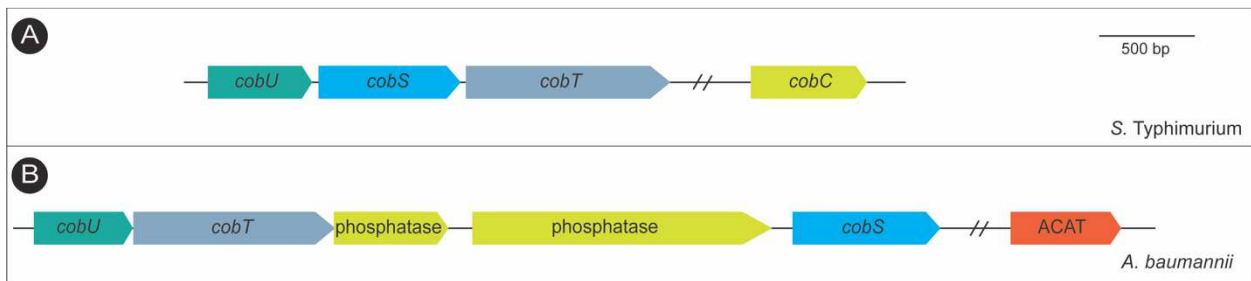 A
500 bp
cobU cobS cobT // cobC
S. Typhimurium
B
cobU cobT phosphatase phosphatase cobS // ACAT
A. baumannii